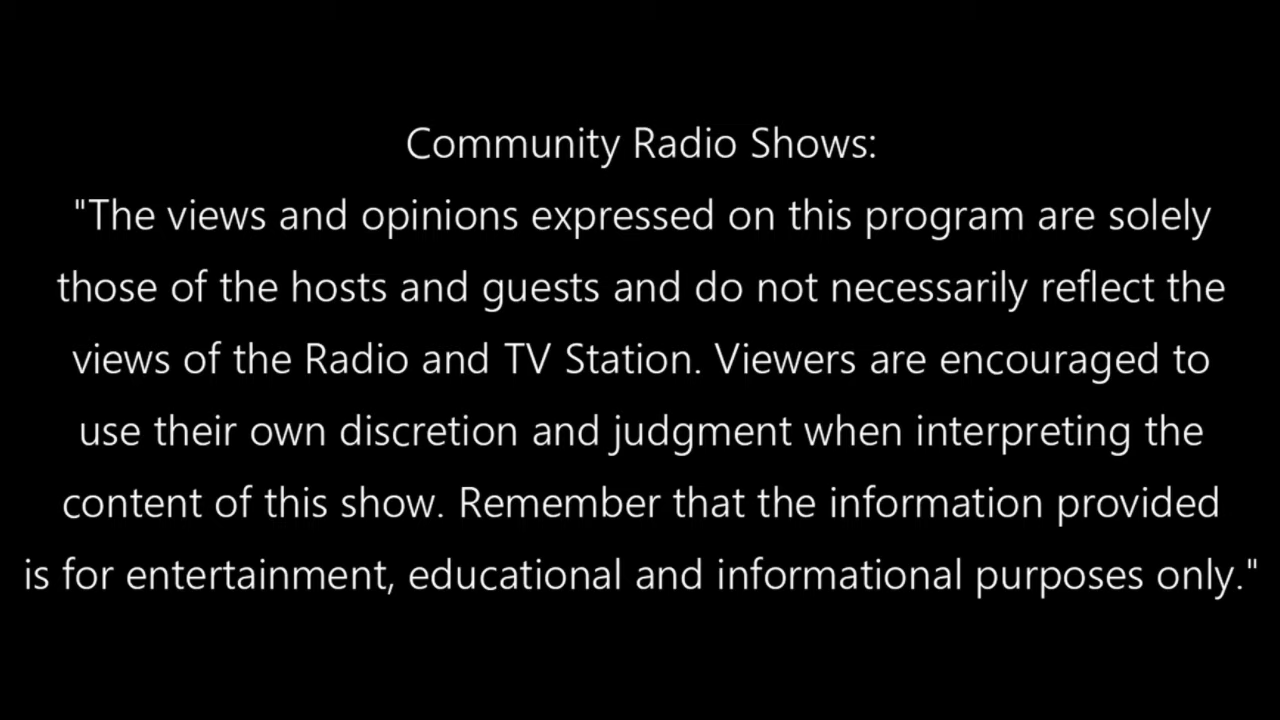 Community Radio Shows:
"The views and opinions expressed on this program are solely
those of the hosts and guests and do not necessarily reflect the
views of the Radio and TV Station. Viewers are encouraged to
use their own discretion and judgment when interpreting the
content of this show. Remember that the information provided
is for entertainment, educational and informational purposes only."